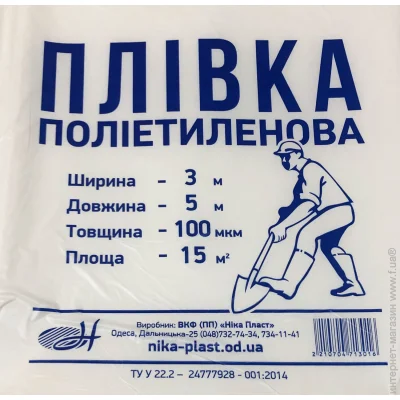 ПЛІВКА
ПОЛІЕТИЛЕНОВА
Ширина - 3 м
Довжина - 5 м
Товщина - 100 мкм
Площа - 15 м²
Виробник: ВКФ (ПП) «Ніка Пласт»
Одеса, Дальницька-25 (048)732-74-34, 734-11-41
nika-plast.od.ua
2210704713016
ТУ У 22.2 - 24777928 - 001:2014
интернет-магазин www.f.ua®